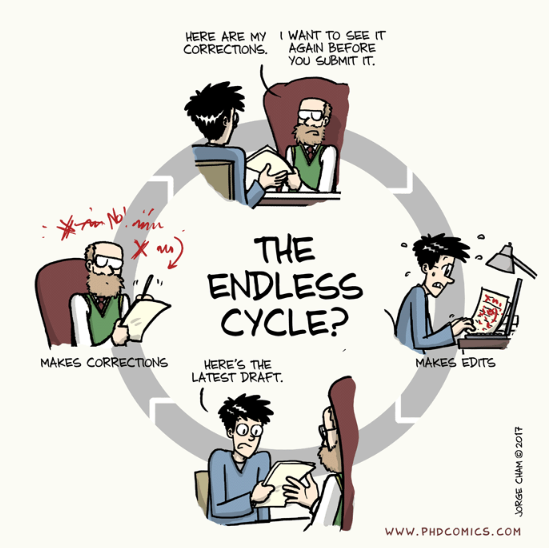 HERE ARE MY
CORRECTIONS.
I WANT TO SEE IT
AGAIN BEFORE
YOU SUBMIT IT.
No!
X
THE
ENDLESS
CYCLE?
MAKES CORRECTIONS
MAKES EDITS
HERE'S THE
LATEST DRAFT.
JORGE CHAM © 2017
WWW.PHDCOMICS.COM